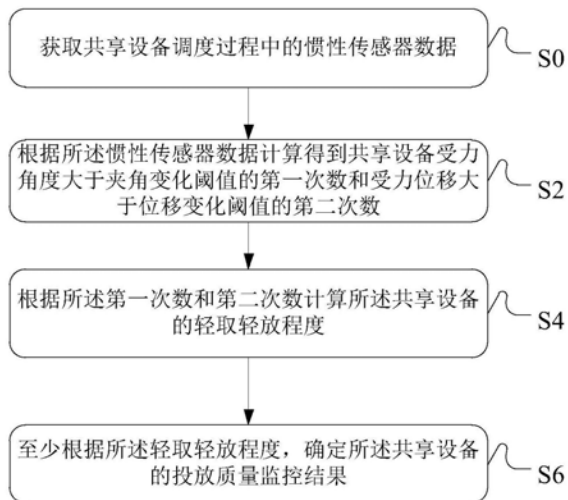 获取共享设备调度过程中的惯性传感器数据
S0
根据所述惯性传感器数据计算得到共享设备受力
角度大于夹角变化阈值的第一次数和受力位移大
于位移变化阈值的第二次数
S2
根据所述第一次数和第二次数计算所述共享设备
的轻取轻放程度
S4
至少根据所述轻取轻放程度，确定所述共享设备
的投放质量监控结果
S6